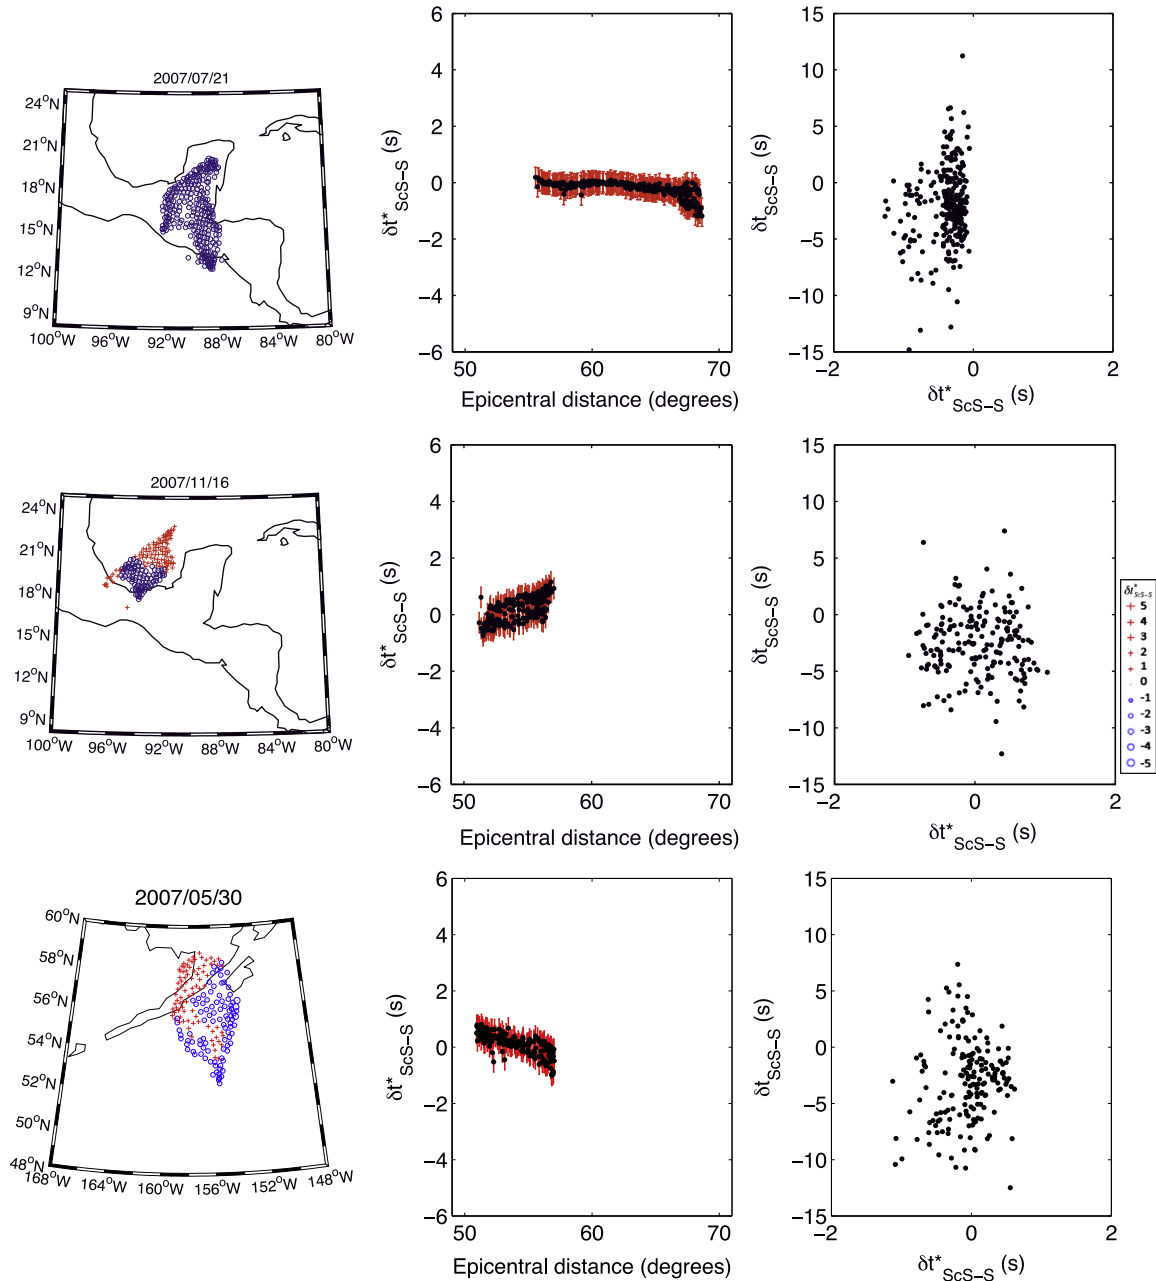 2007/07/21
24°N
21°N
18°N
15°N
12°N
9°N
100°W 96°W 92°W 88°W 84°W 80°W
6
4
2
0
−2
−4
−6
δt*ScS−S (s)
50 60 70
Epicentral distance (degrees)
15
10
5
0
−5
−10
−15
δtScS−S (s)
−2 0 2
δt*ScS−S (s)
2007/11/16
24°N
21°N
18°N
15°N
12°N
9°N
100°W 96°W 92°W 88°W 84°W 80°W
6
4
2
0
−2
−4
−6
δt*ScS−S (s)
50 60 70
Epicentral distance (degrees)
15
10
5
0
−5
−10
−15
δtScS−S (s)
−2 0 2
δt*ScS−S (s)
δt*ScS−S
5
4
3
2
1
0
-1
-2
-3
-4
-5
2007/05/30
60°N
58°N
56°N
54°N
52°N
50°N
48°N
168°W 164°W 160°W 156°W 152°W 148°W
6
4
2
0
−2
−4
−6
δt*ScS−S (s)
50 60 70
Epicentral distance (degrees)
15
10
5
0
−5
−10
−15
δtScS−S (s)
−2 0 2
δt*ScS−S (s)